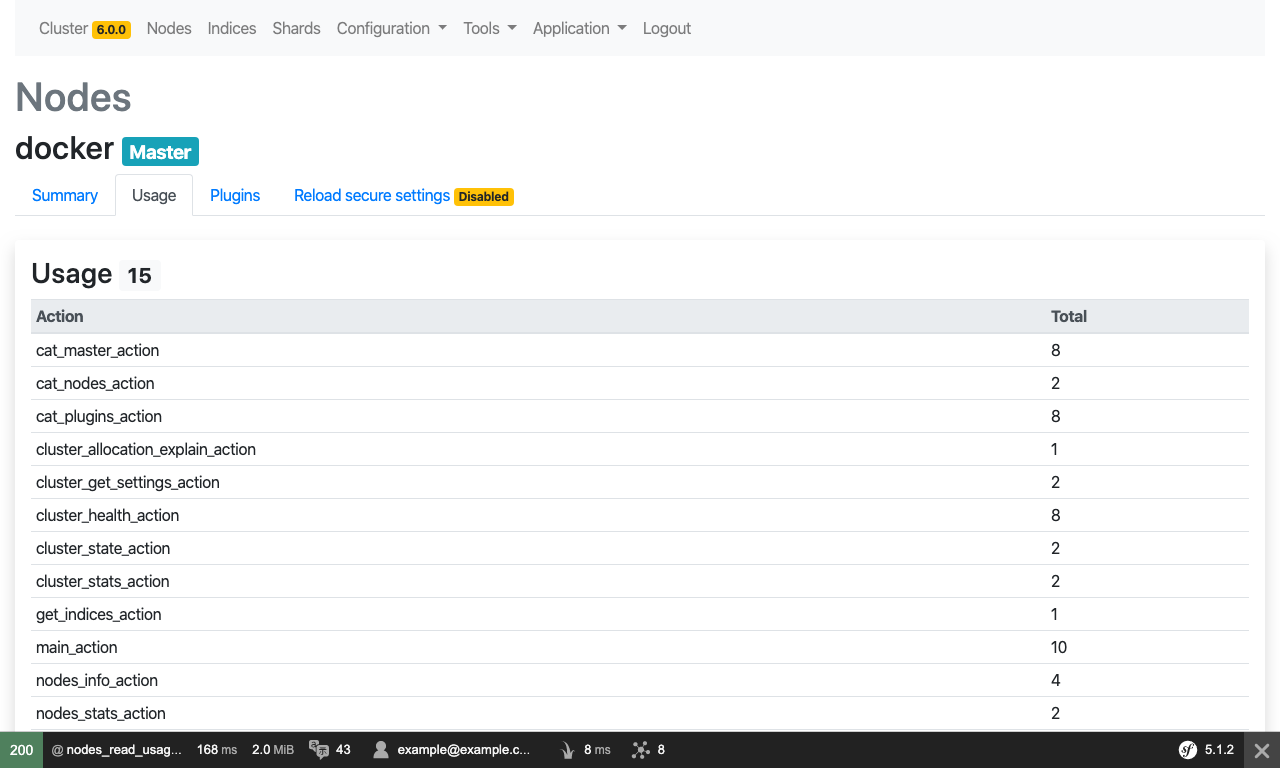 Cluster 6.0.0 Nodes Indices Shards Configuration Tools Application Logout
Nodes
docker Master
Summary Usage Plugins Reload secure settings Disabled
Usage 15
Action Total
cat_master_action 8
cat_nodes_action 2
cat_plugins_action 8
cluster_allocation_explain_action 1
cluster_get_settings_action 2
cluster_health_action 8
cluster_state_action 2
cluster_stats_action 2
get_indices_action 1
main_action 10
nodes_info_action 4
nodes_stats_action 2
200 @ nodes_read_usag... 168 ms 2.0 MiB 43 example@example.c... 8 ms 8 sf 5.1.2